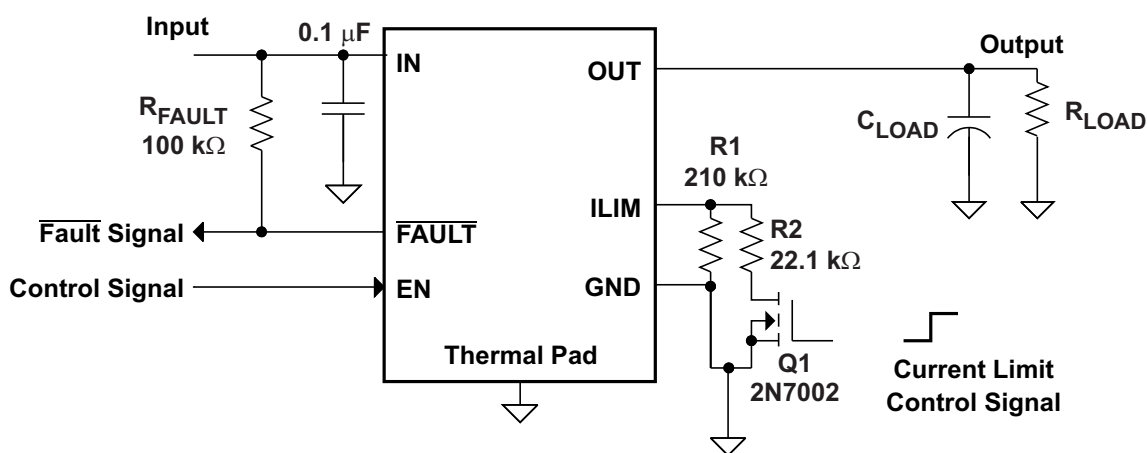 Input
0.1 μF
IN
OUT
Output
RFAULT
100 kΩ
CLOAD
RLOAD
R1
210 kΩ
ILIM
R2
22.1 kΩ
Fault Signal
FAULT
Control Signal
EN
GND
Thermal Pad
Q1
2N7002
Current Limit
Control Signal